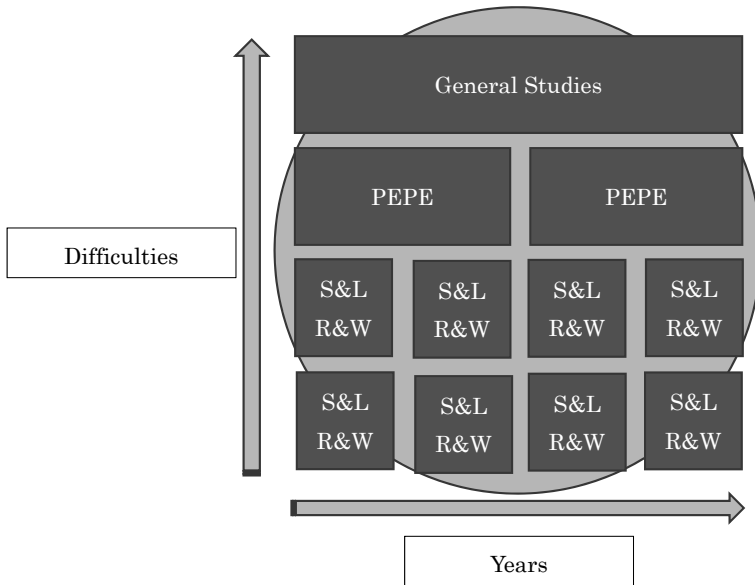 General Studies
PEPE PEPE
Difficulties
S&L S&L S&L S&L
R&W R&W R&W R&W
S&L S&L S&L S&L
R&W R&W R&W R&W
Years